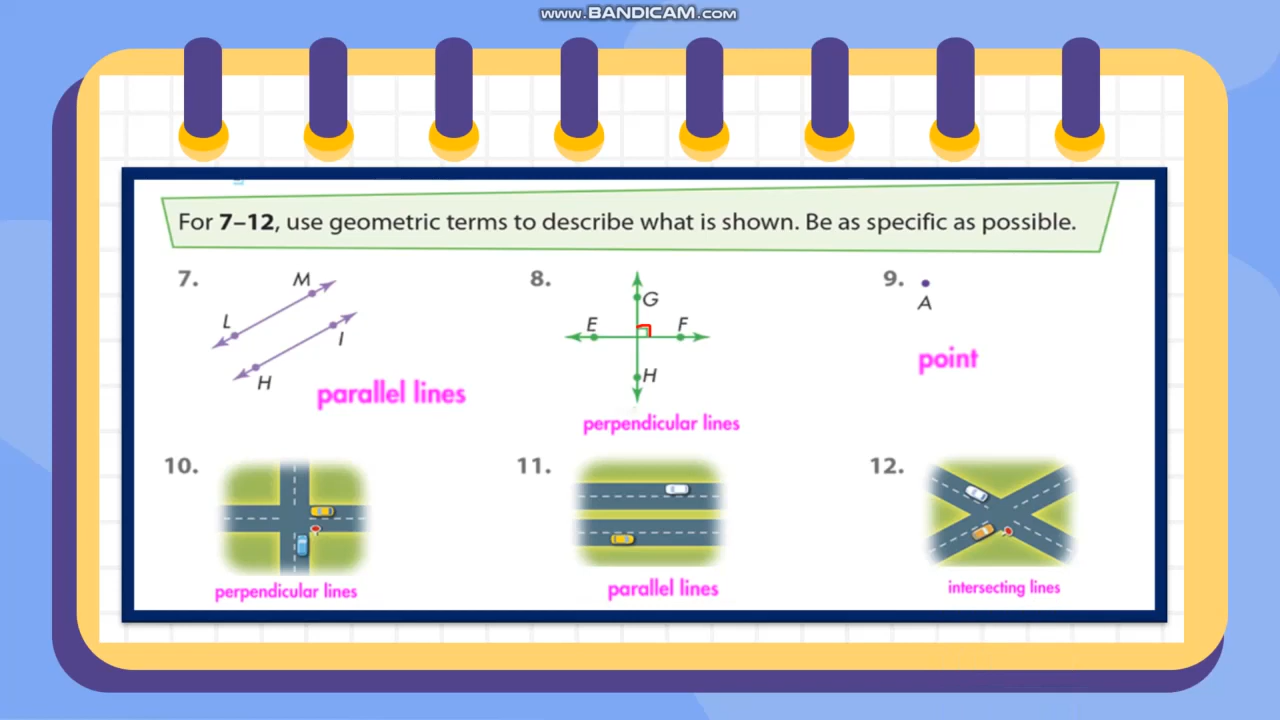 www.BANDICAM.com
For 7–12, use geometric terms to describe what is shown. Be as specific as possible.
7.
M
L
I
H
parallel lines
8.
G
E
F
H
perpendicular lines
9.
A
point
10.
perpendicular lines
11.
parallel lines
12.
intersecting lines